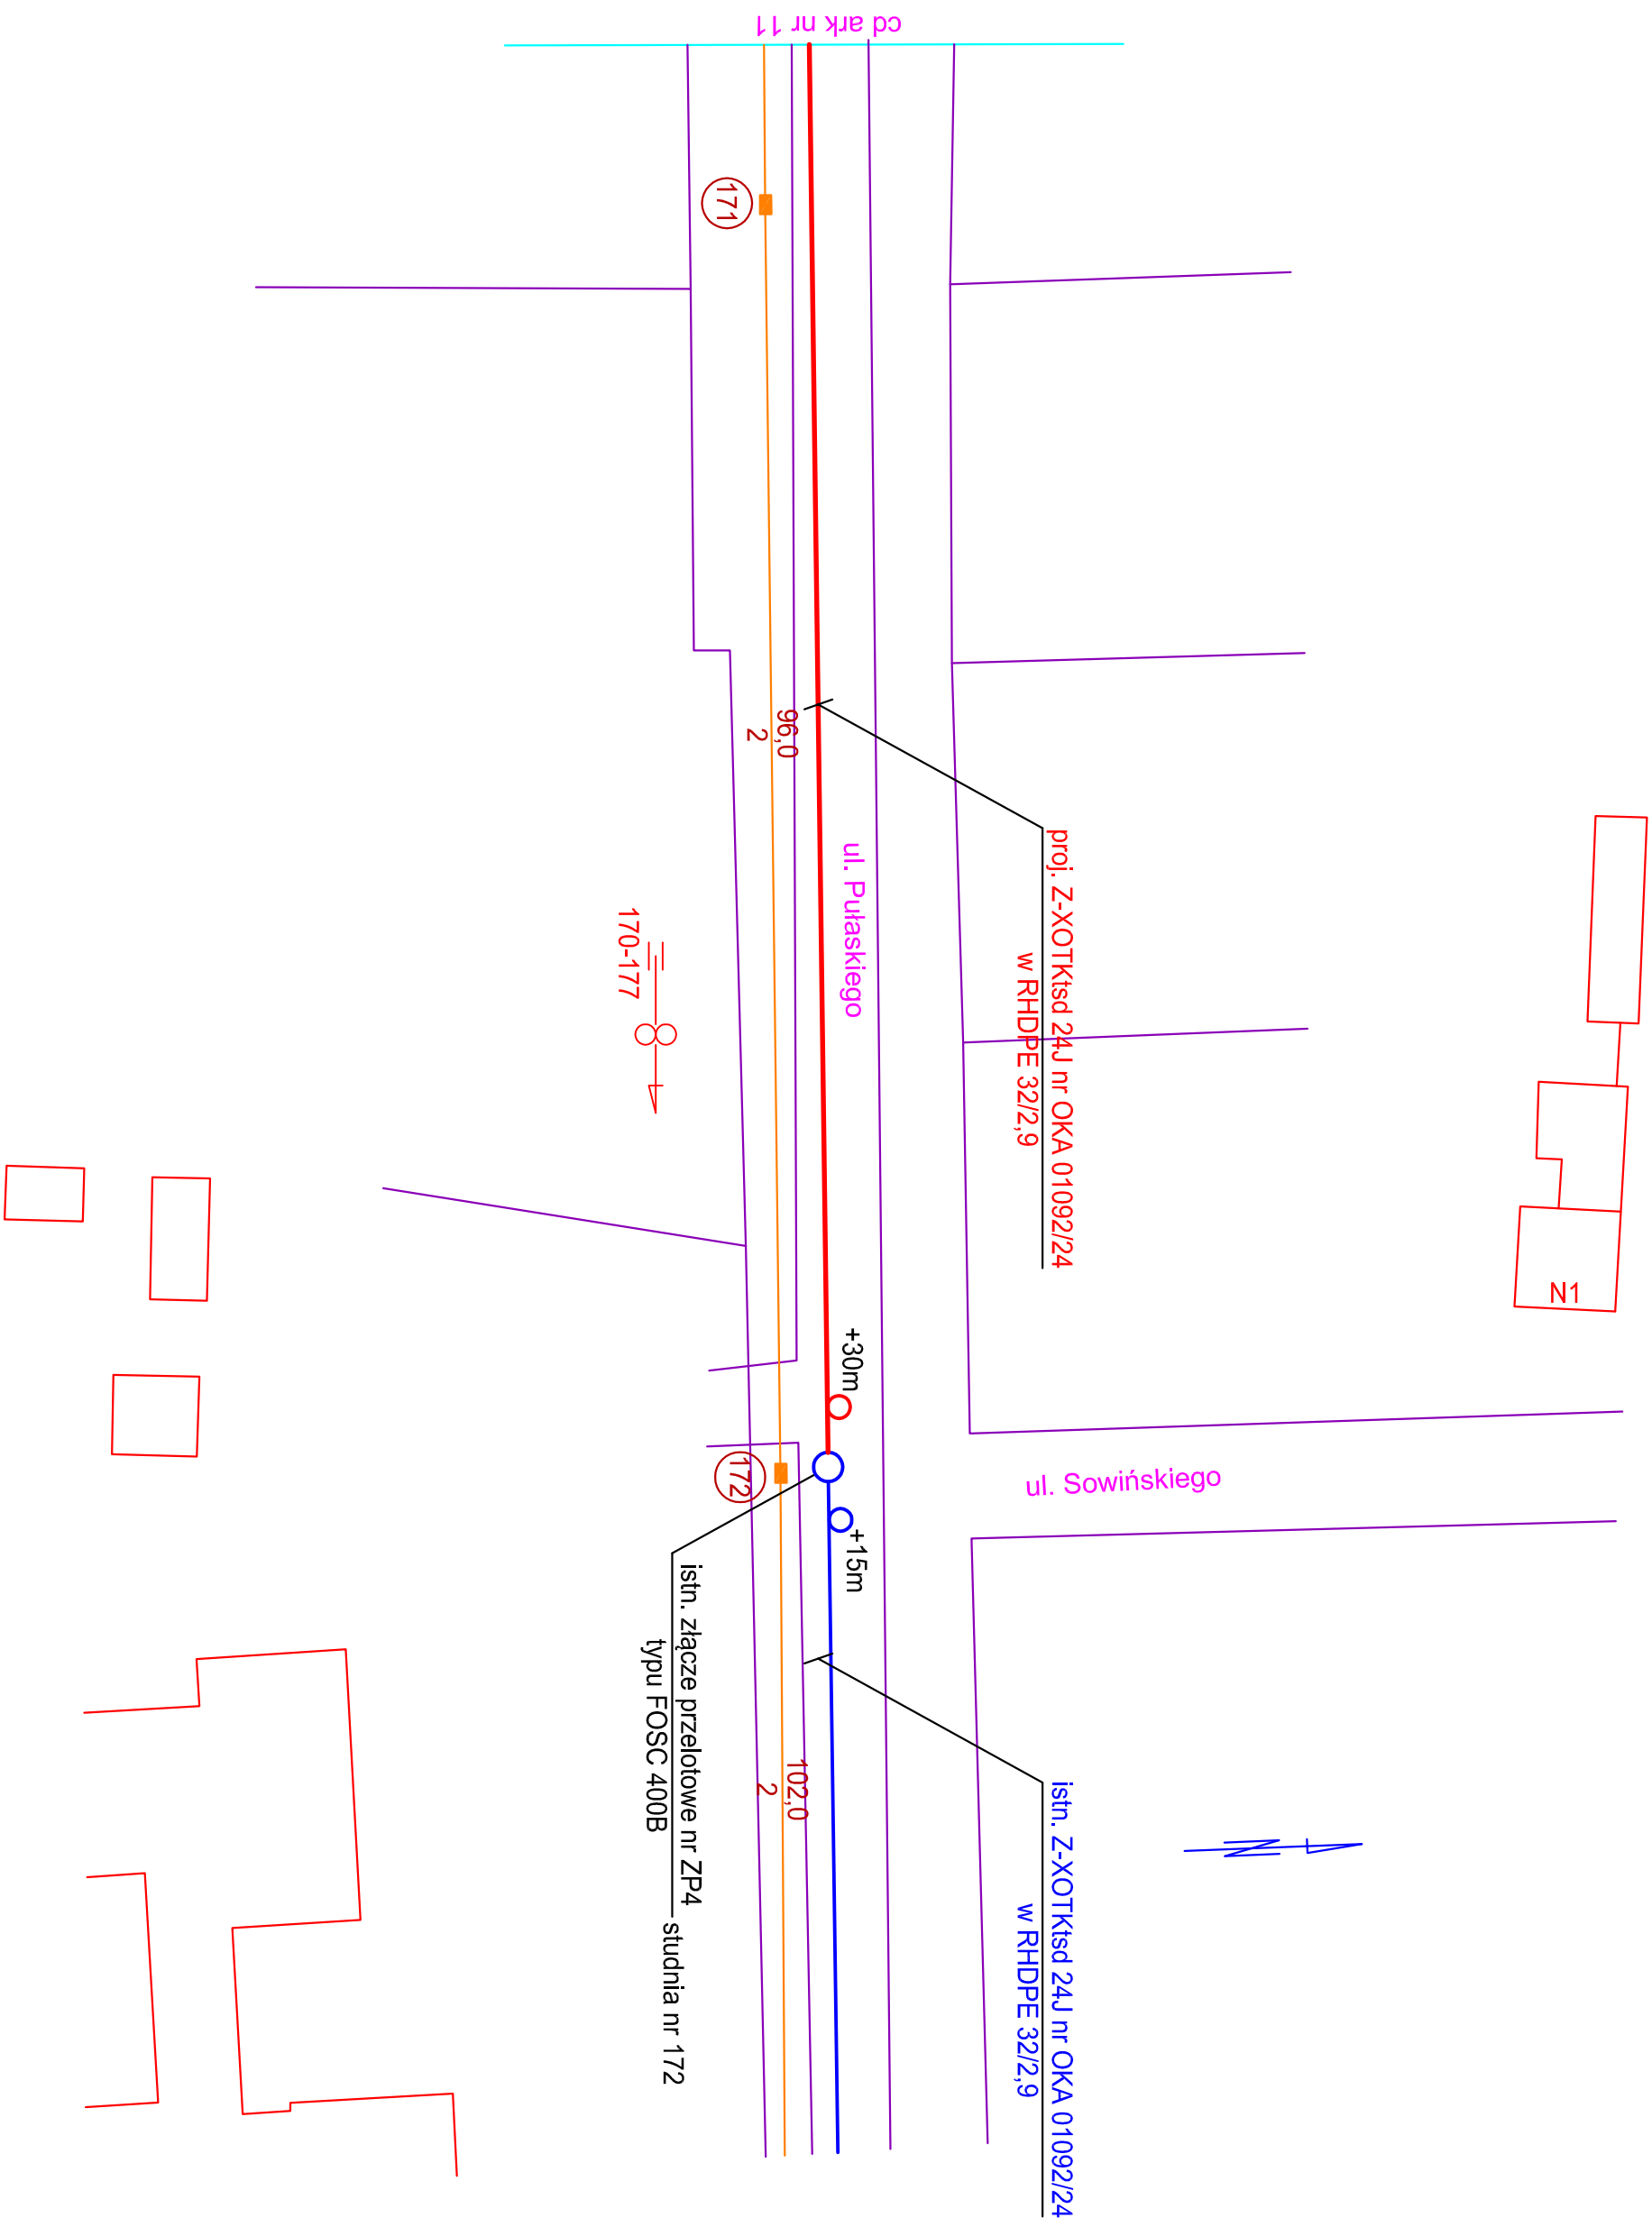 cd ark nr 11
171
96,0
2
proj. Z-XOTKtsd 24J nr OKA 01092/24
w RHDPE 32/2,9
ul. Pułaskiego
170-177
N1
+30m
172
ul. Sowińskiego
+15m
istn. złącze przelotowe nr ZP4
typu FOSC 400B
studnia nr 172
102,0
2
istn. Z-XOTKtsd 24J nr OKA 01092/24
w RHDPE 32/2,9